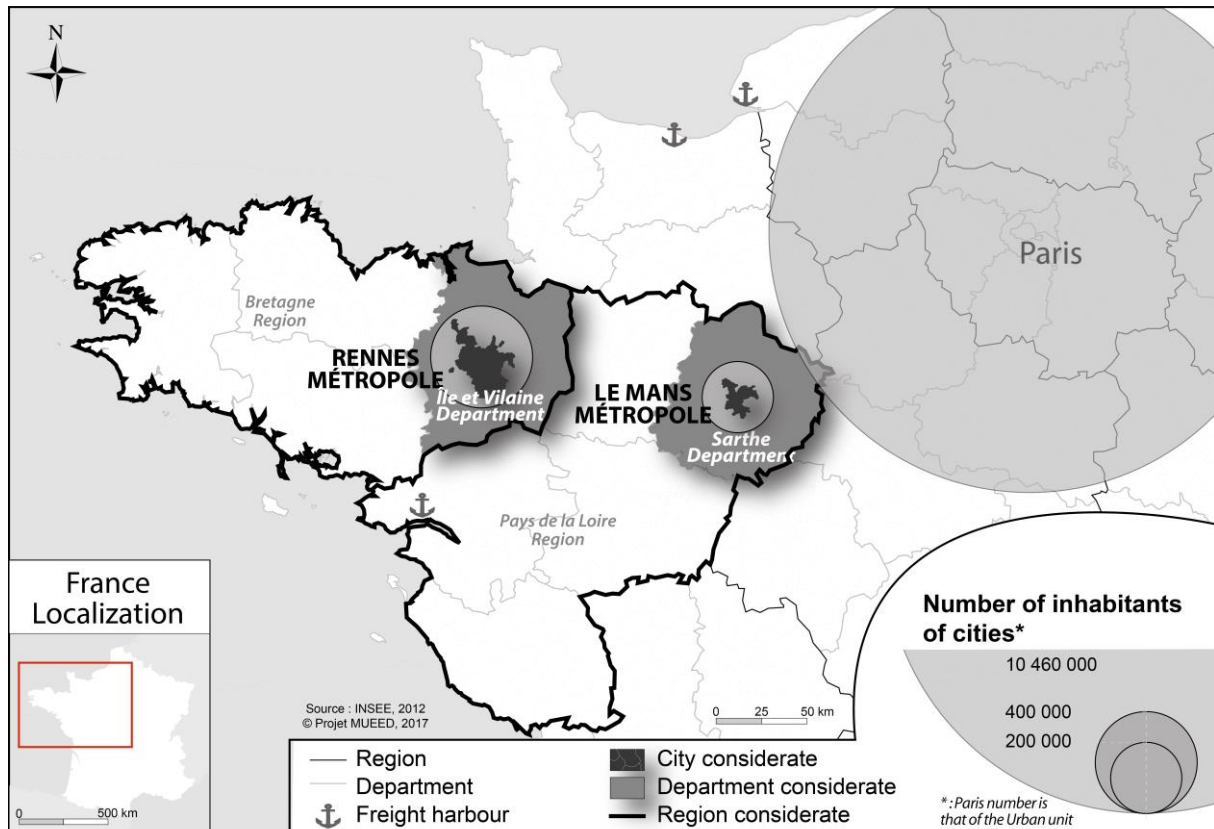 N
Paris
Bretagne
Region
RENNES
MÉTROPOLE
Île et Vilaine
Department
LE MANS
MÉTROPOLE
Sarthe
Department
Pays de la Loire
Region
France
Localization
0 500 km
Source : INSEE, 2012
© Projet MUEED, 2017
0 25 50 km
Number of inhabitants
of cities*
10 460 000
400 000
200 000
* : Paris number is
that of the Urban unit
Region
Department
Freight harbour
City considerate
Department considerate
Region considerate